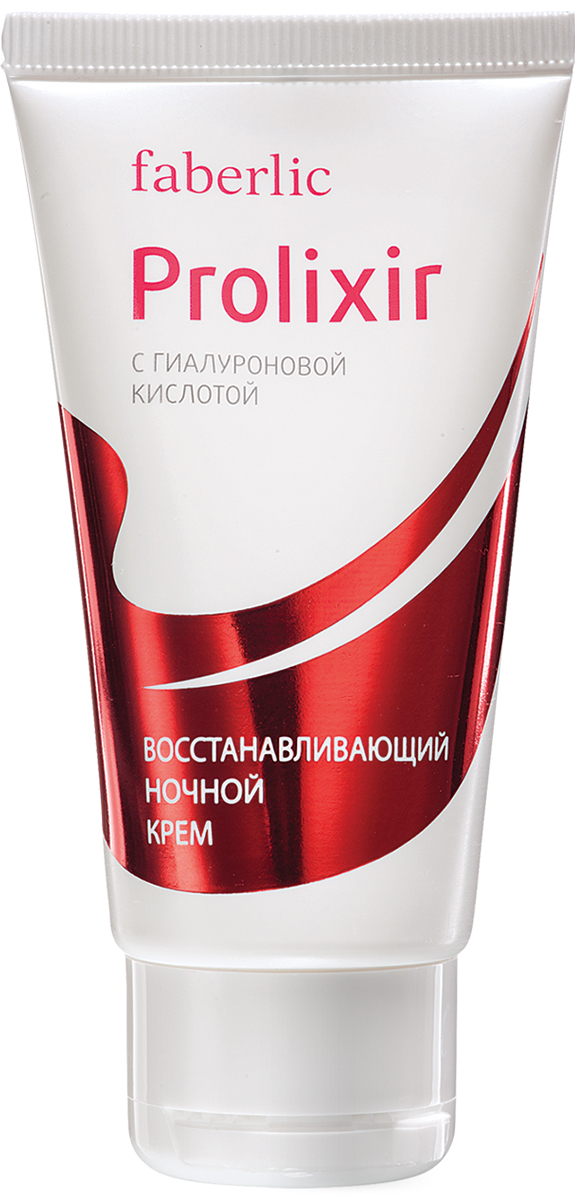 faberlic
Prolixir
С ГИАЛУРОНОВОЙ
КИСЛОТОЙ
ВОССТАНАВЛИВАЮЩИЙ
НОЧНОЙ
КРЕМ